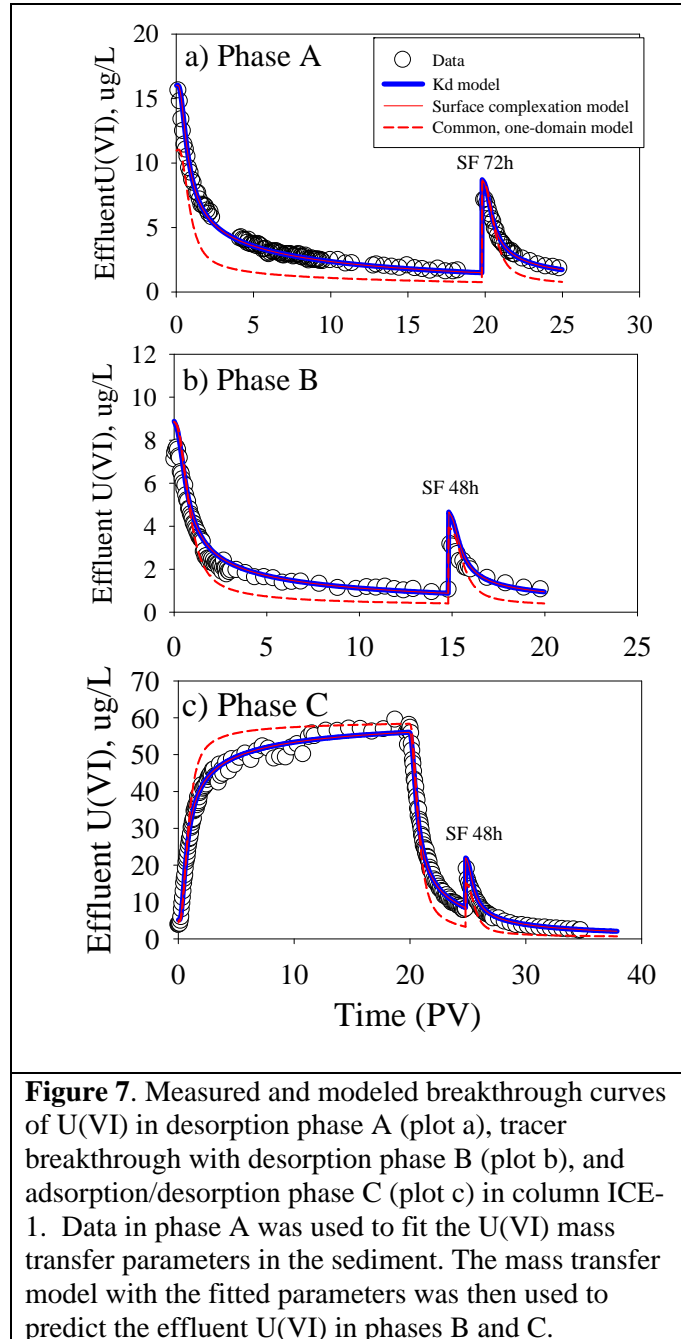 a) Phase A
Data
Kd model
Surface complexation model
Common, one-domain model
SF 72h
Effluent U(VI), ug/L
20
15
10
5
0
0 5 10 15 20 25 30
b) Phase B
SF 48h
Effluent U(VI), ug/L
12
10
8
6
4
2
0
0 5 10 15 20 25
c) Phase C
SF 48h
Effluent U(VI), ug/L
70
60
50
40
30
20
10
0
0 10 20 30 40
Time (PV)
Figure 7. Measured and modeled breakthrough curves
of U(VI) in desorption phase A (plot a), tracer
breakthrough with desorption phase B (plot b), and
adsorption/desorption phase C (plot c) in column ICE-
1. Data in phase A was used to fit the U(VI) mass
transfer parameters in the sediment. The mass transfer
model with the fitted parameters was then used to
predict the effluent U(VI) in phases B and C.